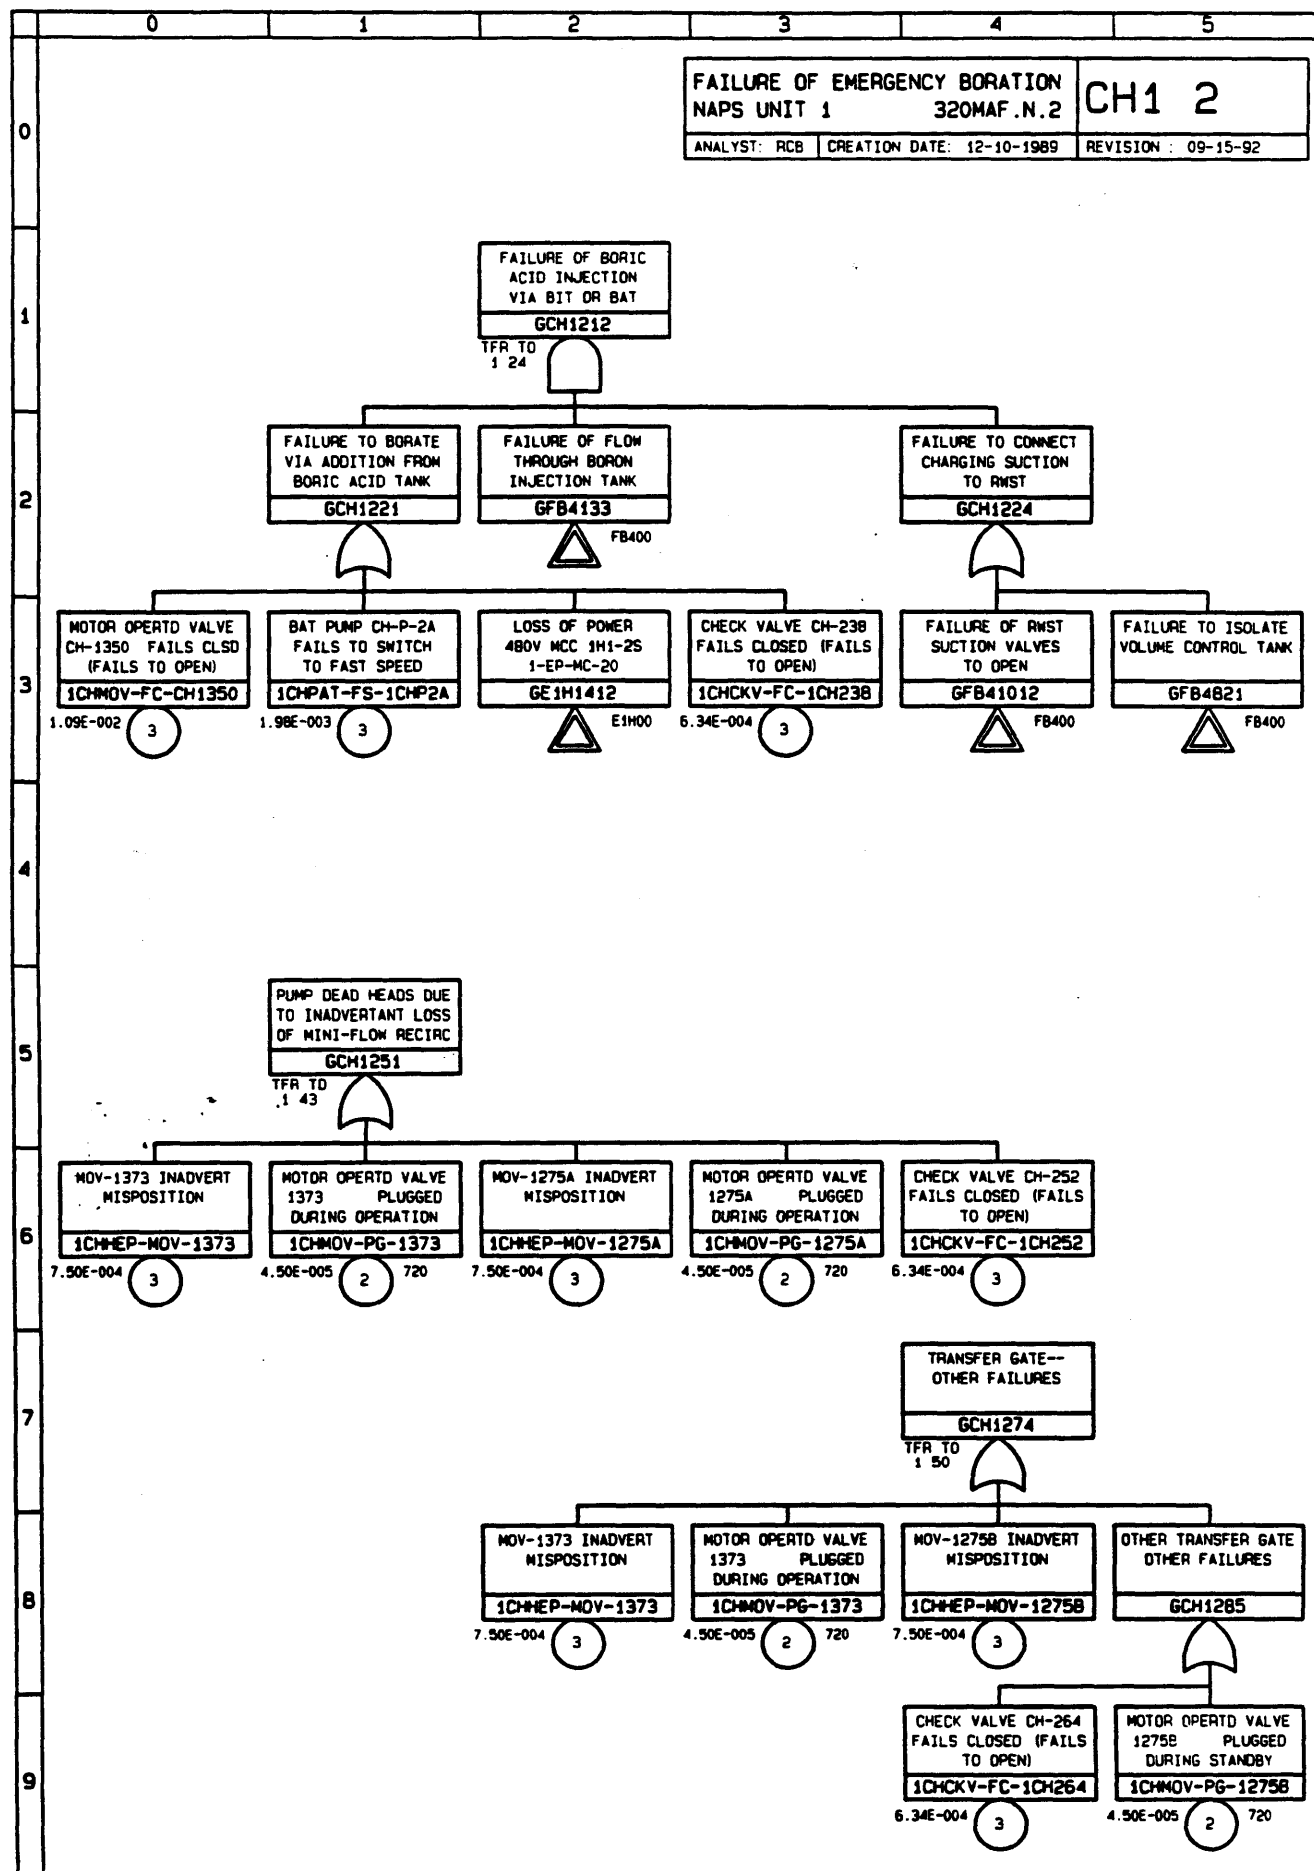 0 1 2 3 4 5
FAILURE OF EMERGENCY BORATION
NAPS UNIT 1 320MAF.N.2
CH1 2
ANALYST: RCB CREATION DATE: 12-10-1989 REVISION : 09-15-92
0
FAILURE OF BORIC
ACID INJECTION
VIA BIT OR BAT
GCH1212
TFR TO
1 24
1
FAILURE TO BORATE
VIA ADDITION FROM
BORIC ACID TANK
GCH1221
FAILURE OF FLOW
THROUGH BORON
INJECTION TANK
GFB4133
FB400
FAILURE TO CONNECT
CHARGING SUCTION
TO RWST
GCH1224
2
MOTOR OPERTD VALVE
CH-1350 FAILS CLSD
(FAILS TO OPEN)
1CHMOV-FC-CH1350
1.09E-002
3
BAT PUMP CH-P-2A
FAILS TO SWITCH
TO FAST SPEED
1CHPAT-FS-1CHP2A
1.98E-003
3
LOSS OF POWER
480V MCC 1H1-2S
1-EP-MC-20
GE1H1412
E1H00
CHECK VALVE CH-238
FAILS CLOSED (FAILS
TO OPEN)
1CHCKV-FC-1CH238
6.34E-004
3
FAILURE OF RWST
SUCTION VALVES
TO OPEN
GFB41012
FB400
FAILURE TO ISOLATE
VOLUME CONTROL TANK
GFB4821
FB400
3
4
PUMP DEAD HEADS DUE
TO INADVERTANT LOSS
OF MINI-FLOW RECIRC
GCH1251
TFR TO
1 43
5
MOV-1373 INADVERT
MISPOSITION
1CHHEP-MOV-1373
7.50E-004
3
MOTOR OPERTD VALVE
1373 PLUGGED
DURING OPERATION
1CHMOV-PG-1373
4.50E-005
2
720
MOV-1275A INADVERT
MISPOSITION
1CHHEP-MOV-1275A
7.50E-004
3
MOTOR OPERTD VALVE
1275A PLUGGED
DURING OPERATION
1CHMOV-PG-1275A
4.50E-005
2
720
CHECK VALVE CH-252
FAILS CLOSED (FAILS
TO OPEN)
1CHCKV-FC-1CH252
6.34E-004
3
6
TRANSFER GATE--
OTHER FAILURES
GCH1274
TFR TO
1 50
7
MOV-1373 INADVERT
MISPOSITION
1CHHEP-MOV-1373
7.50E-004
3
MOTOR OPERTD VALVE
1373 PLUGGED
DURING OPERATION
1CHMOV-PG-1373
4.50E-005
2
720
MOV-1275B INADVERT
MISPOSITION
1CHHEP-MOV-1275B
7.50E-004
3
OTHER TRANSFER GATE
OTHER FAILURES
GCH1285
8
CHECK VALVE CH-264
FAILS CLOSED (FAILS
TO OPEN)
1CHCKV-FC-1CH264
6.34E-004
3
MOTOR OPERTD VALVE
1275B PLUGGED
DURING STANDBY
1CHMOV-PG-1275B
4.50E-005
2
720
9